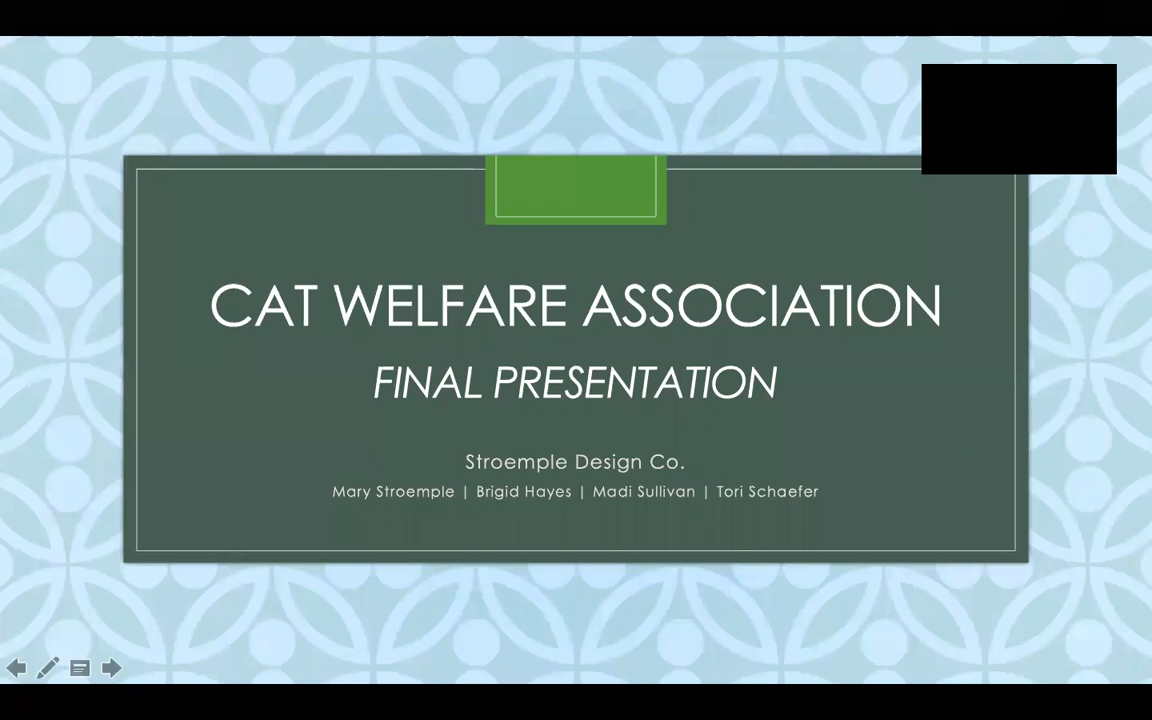 CAT WELFARE ASSOCIATION
FINAL PRESENTATION
Stroemple Design Co.
Mary Stroemple | Brigid Hayes | Madi Sullivan | Tori Schaefer